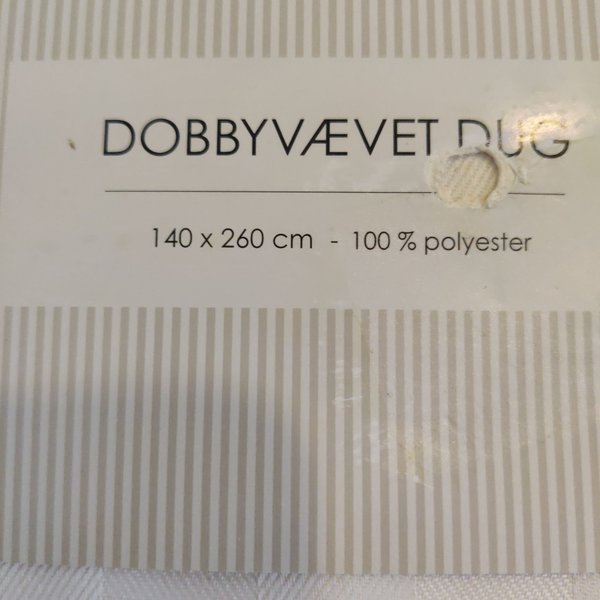 DOBBYVÆVET DUG
140 x 260 cm - 100 % polyester